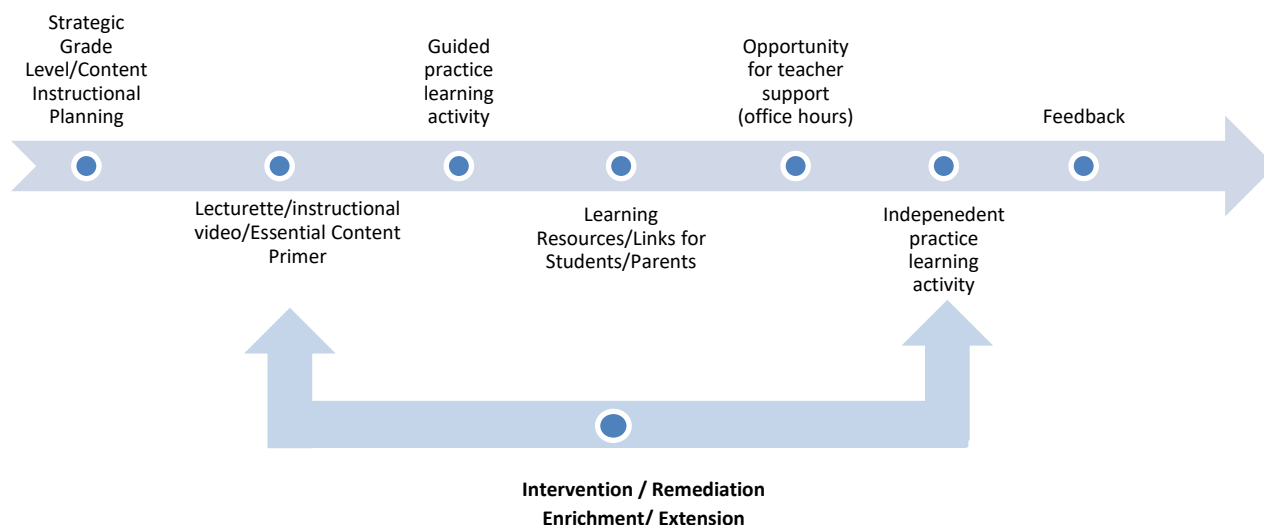 Strategic
Grade
Level/Content
Instructional
Planning
Lecturette/instructional
video/Essential Content
Primer
Guided
practice
learning
activity
Learning
Resources/Links for
Students/Parents
Opportunity
for teacher
support
(office hours)
Indepenedent
practice
learning
activity
Feedback
Intervention / Remediation
Enrichment/ Extension